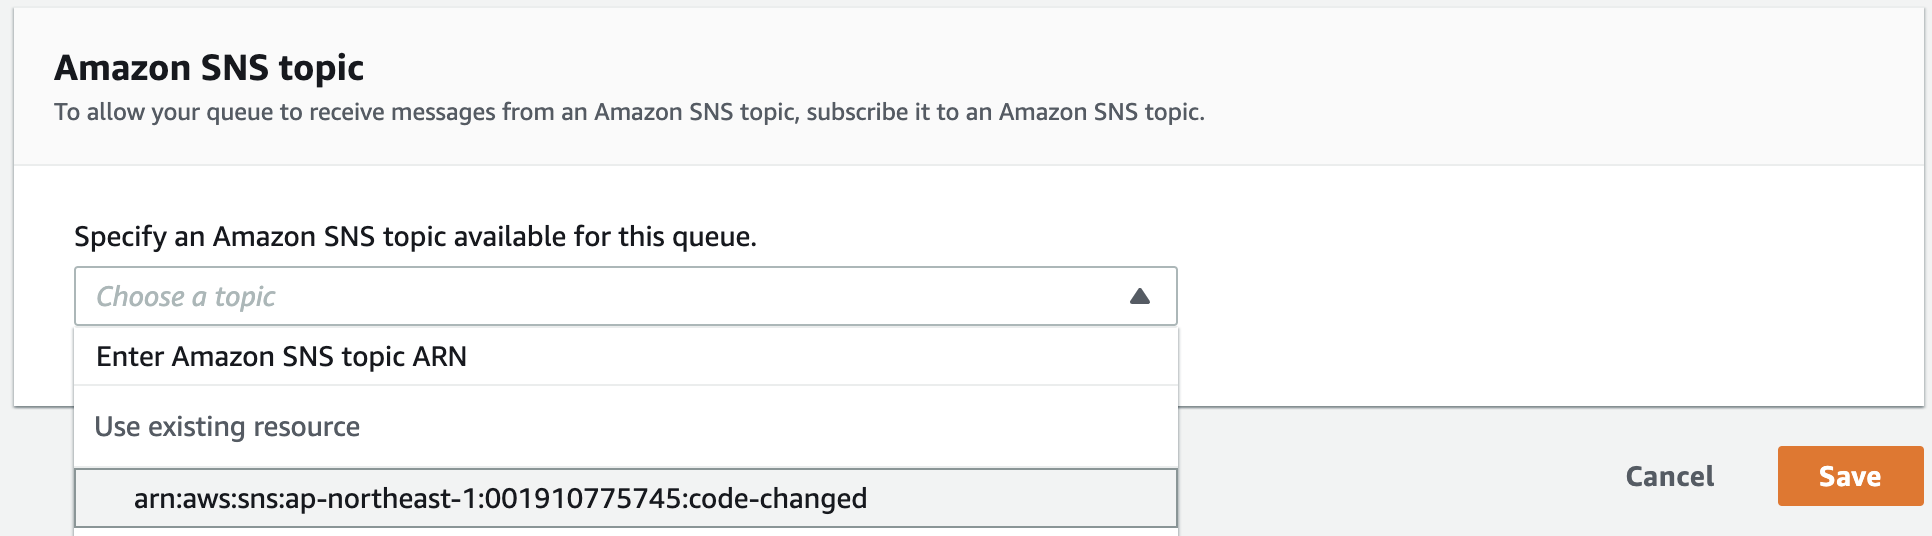 Amazon SNS topic
To allow your queue to receive messages from an Amazon SNS topic, subscribe it to an Amazon SNS topic.
Specify an Amazon SNS topic available for this queue.
Choose a topic
Enter Amazon SNS topic ARN
Use existing resource
arn:aws:sns:ap-northeast-1:001910775745:code-changed
Cancel
Save